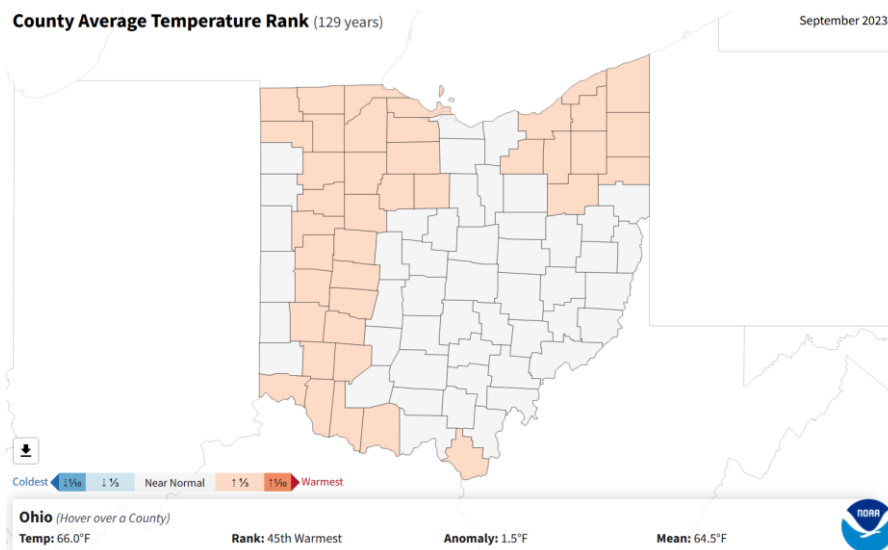 County Average Temperature Rank (129 years)
September 2023
Coldest ↓⅒ ↓⅓ Near Normal ↑⅓ ↑⅒ Warmest
Ohio (Hover over a County)
Temp: 66.0°F Rank: 45th Warmest Anomaly: 1.5°F Mean: 64.5°F
NOAA